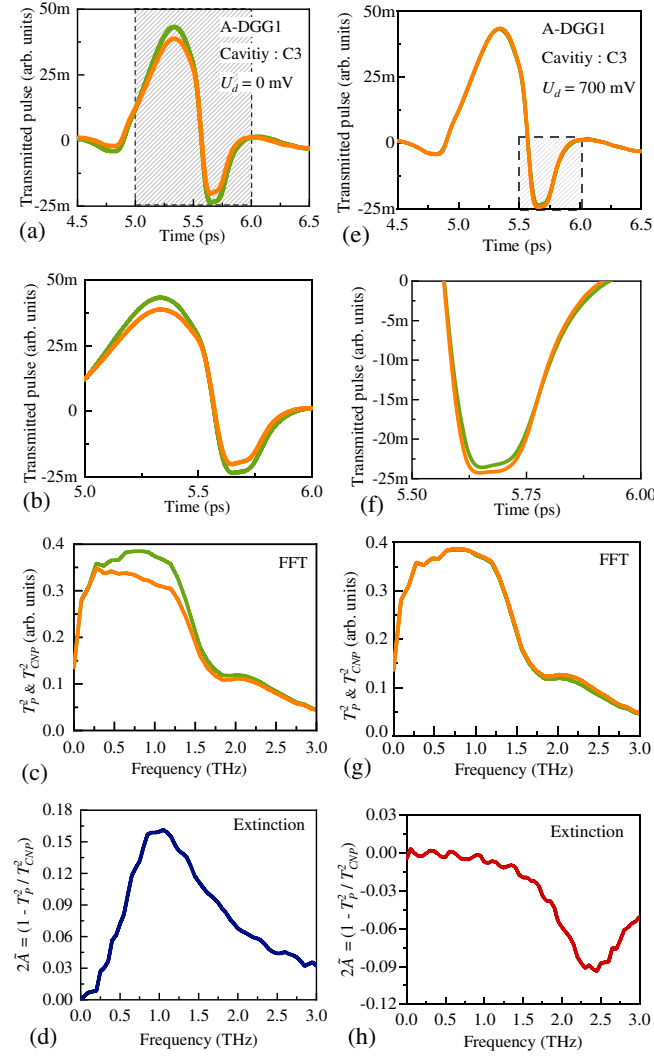 Transmitted pulse (arb. units)
50m
25m
0
-25m
A-DGG1
Cavitiy : C3
U_d = 0 mV
4.5 5.0 5.5 6.0 6.5
Time (ps)
(a)
Transmitted pulse (arb. units)
50m
25m
0
-25m
A-DGG1
Cavitiy : C3
U_d = 700 mV
4.5 5.0 5.5 6.0 6.5
Time (ps)
(e)
Transmitted pulse (arb. units)
50m
25m
0
-25m
5.0 5.5 6.0
Time (ps)
(b)
Transmitted pulse (arb. units)
0
-5m
-10m
-15m
-20m
-25m
5.50 5.75 6.00
Time (ps)
(f)
T_P^2 & T_CNP^2 (arb. units)
0.4
0.3
0.2
0.1
0.0
FFT
0.0 0.5 1.0 1.5 2.0 2.5 3.0
Frequency (THz)
(c)
T_P^2 & T_CNP^2 (arb. units)
0.4
0.3
0.2
0.1
0.0
FFT
0.0 0.5 1.0 1.5 2.0 2.5 3.0
Frequency (THz)
(g)
2Ã = (1 - T_P^2 / T_CNP^2)
0.18
0.15
0.12
0.09
0.06
0.03
0.00
Extinction
0.0 0.5 1.0 1.5 2.0 2.5 3.0
Frequency (THz)
(d)
2Ã = (1 - T_P^2 / T_CNP^2)
0.03
0.00
-0.03
-0.06
-0.09
-0.12
Extinction
0.0 0.5 1.0 1.5 2.0 2.5 3.0
Frequency (THz)
(h)